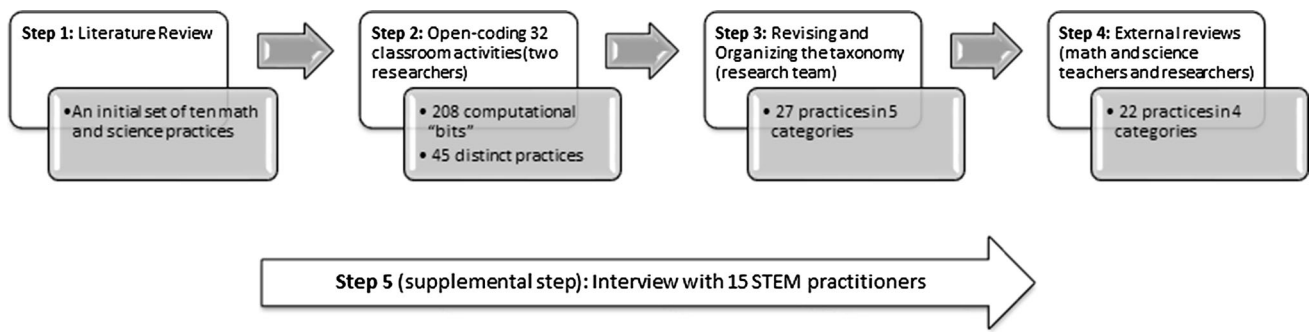 Step 1: Literature Review
•An initial set of ten math
and science practices
Step 2: Open-coding 32
classroom activities(two
researchers)
• 208 computational
"bits"
• 45 distinct practices
Step 3: Revising and
Organizing the taxonomy
(research team)
• 27 practices in 5
categories
Step 4: External reviews
(math and science
teachers and researchers)
• 22 practices in 4
categories
Step 5 (supplemental step): Interview with 15 STEM practitioners